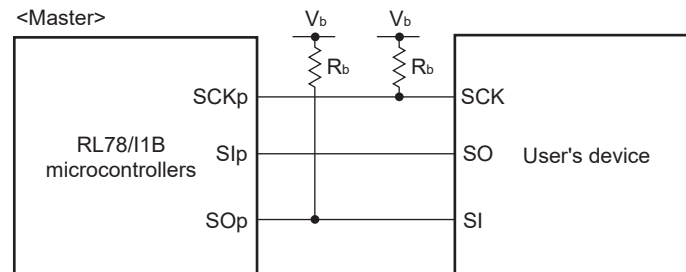 <Master>
Vb Vb
Rb Rb
SCKp SCK
RL78/I1B
microcontrollers
SIp SO
User's device
SOp SI